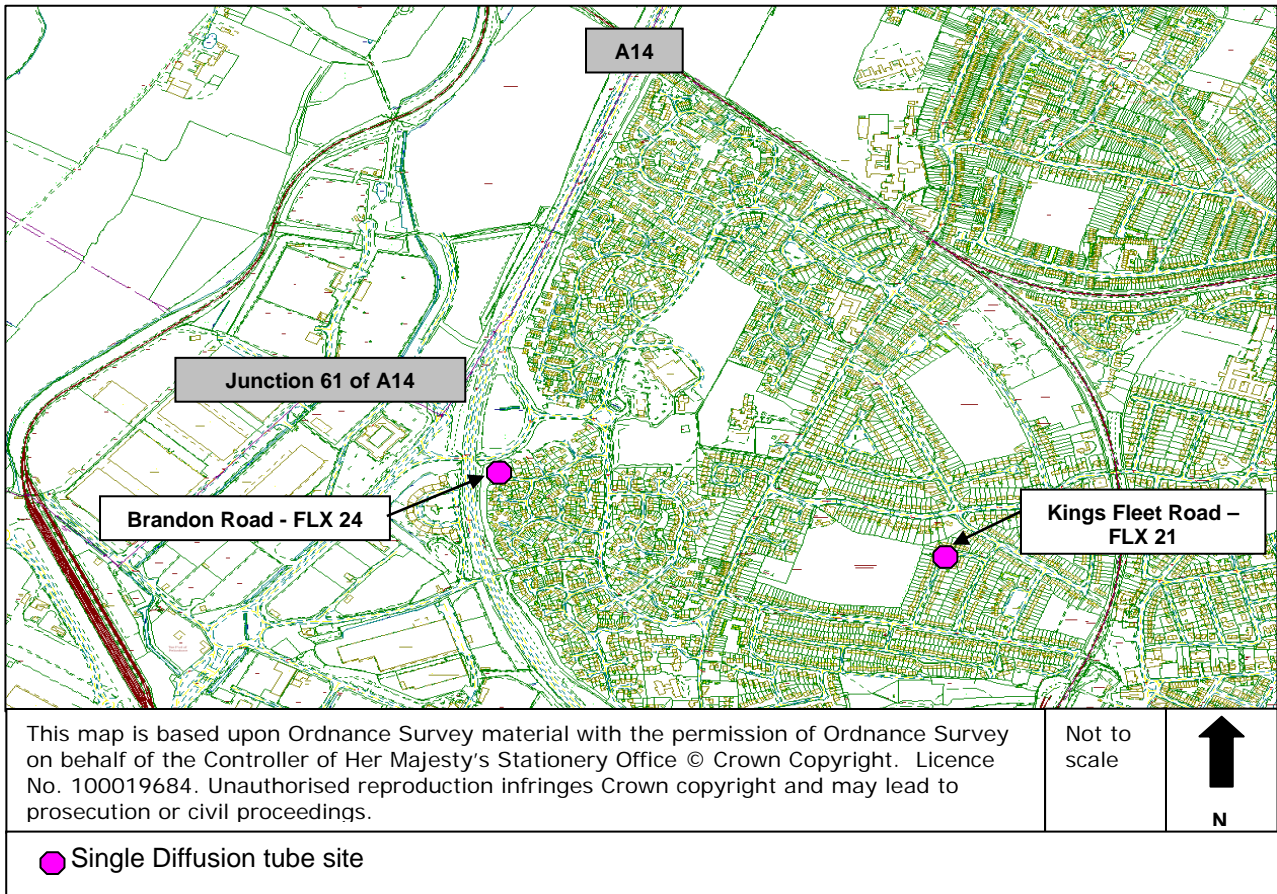 A14
Junction 61 of A14
Brandon Road - FLX 24
Kings Fleet Road –
FLX 21
This map is based upon Ordnance Survey material with the permission of Ordnance Survey
on behalf of the Controller of Her Majesty's Stationery Office © Crown Copyright. Licence
No. 100019684. Unauthorised reproduction infringes Crown copyright and may lead to
prosecution or civil proceedings.
Not to
scale
N
Single Diffusion tube site